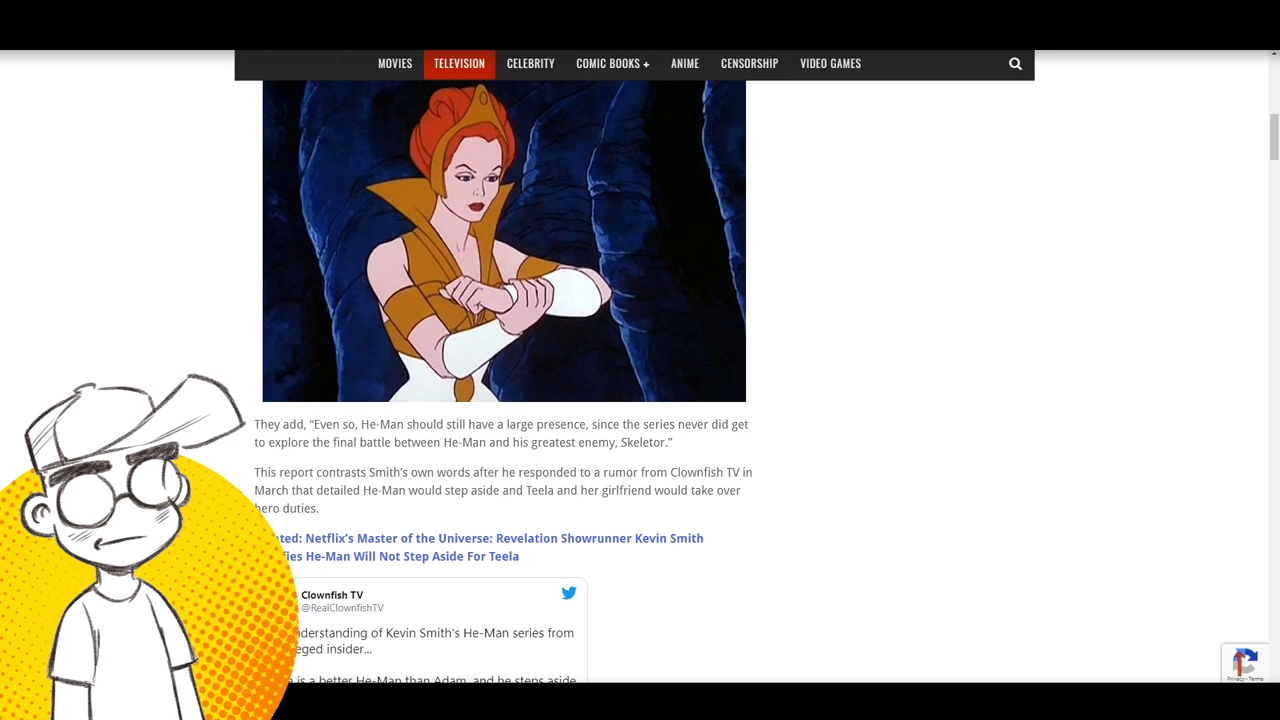 MOVIES TELEVISION CELEBRITY COMIC BOOKS + ANIME CENSORSHIP VIDEO GAMES
They add, “Even so, He-Man should still have a large presence, since the series never did get
to explore the final battle between He-Man and his greatest enemy, Skeletor.”
This report contrasts Smith’s own words after he responded to a rumor from Clownfish TV in
March that detailed He-Man would step aside and Teela and her girlfriend would take over
hero duties.
Netflix’s Master of the Universe: Revelation Showrunner Kevin Smith
He-Man Will Not Step Aside For Teela
Clownfish TV
@RealClownfishTV
of Kevin Smith's He-Man series from
insider...
is a better He-Man than Adam, and he steps aside
Privacy - Terms